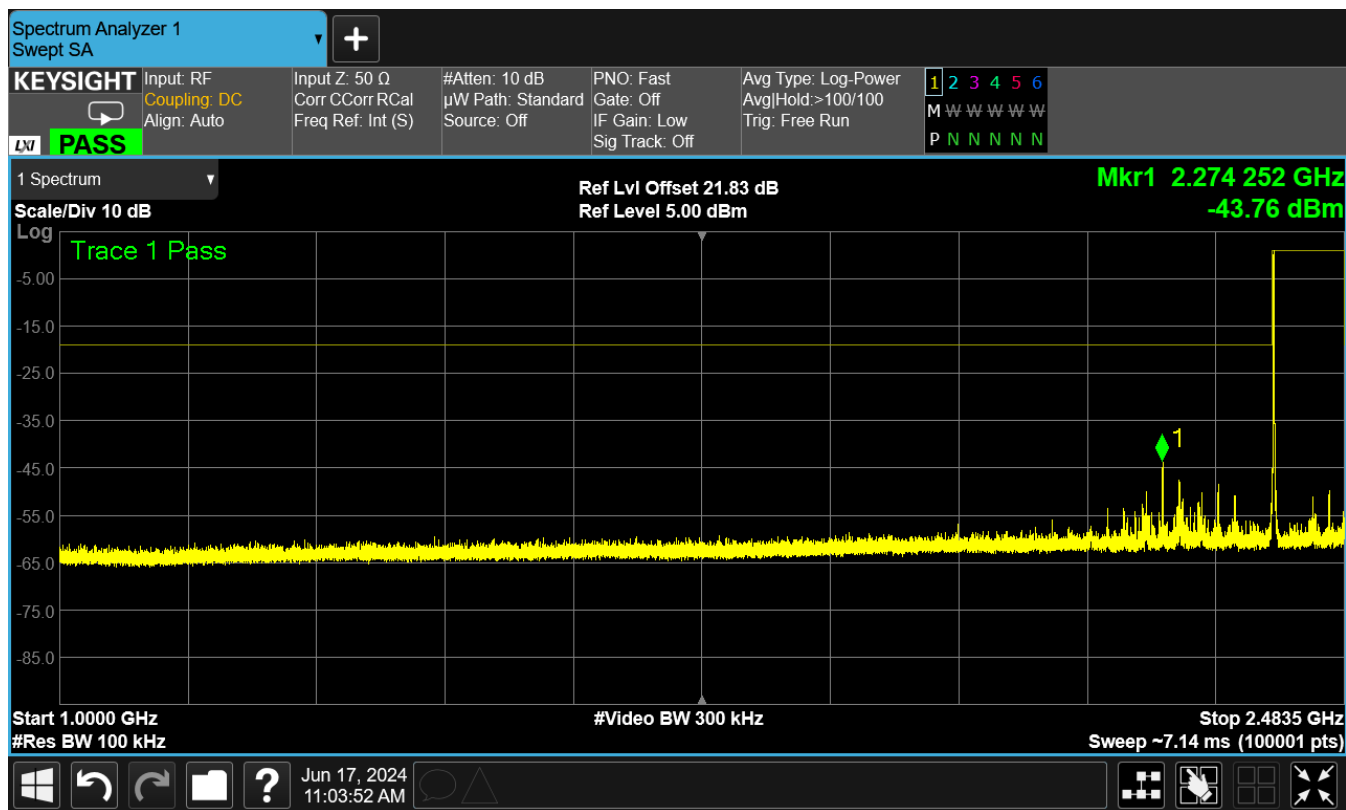 Spectrum Analyzer 1
Swept SA
+
KEYSIGHT
LXI PASS
Input: RF
Coupling: DC
Align: Auto
Input Z: 50 Ω
Corr CCorr RCal
Freq Ref: Int (S)
#Atten: 10 dB
µW Path: Standard
Source: Off
PNO: Fast
Gate: Off
IF Gain: Low
Sig Track: Off
Avg Type: Log-Power
Avg|Hold:>100/100
Trig: Free Run
1 2 3 4 5 6
M W W W W W
P N N N N N
1 Spectrum
Scale/Div 10 dB
Ref Lvl Offset 21.83 dB
Ref Level 5.00 dBm
Mkr1 2.274 252 GHz
-43.76 dBm
Log
Trace 1 Pass
-5.00
-15.0
-25.0
-35.0
1
-45.0
-55.0
-65.0
-75.0
-85.0
Start 1.0000 GHz
#Video BW 300 kHz
Stop 2.4835 GHz
#Res BW 100 kHz
Sweep ~7.14 ms (100001 pts)
?
Jun 17, 2024
11:03:52 AM